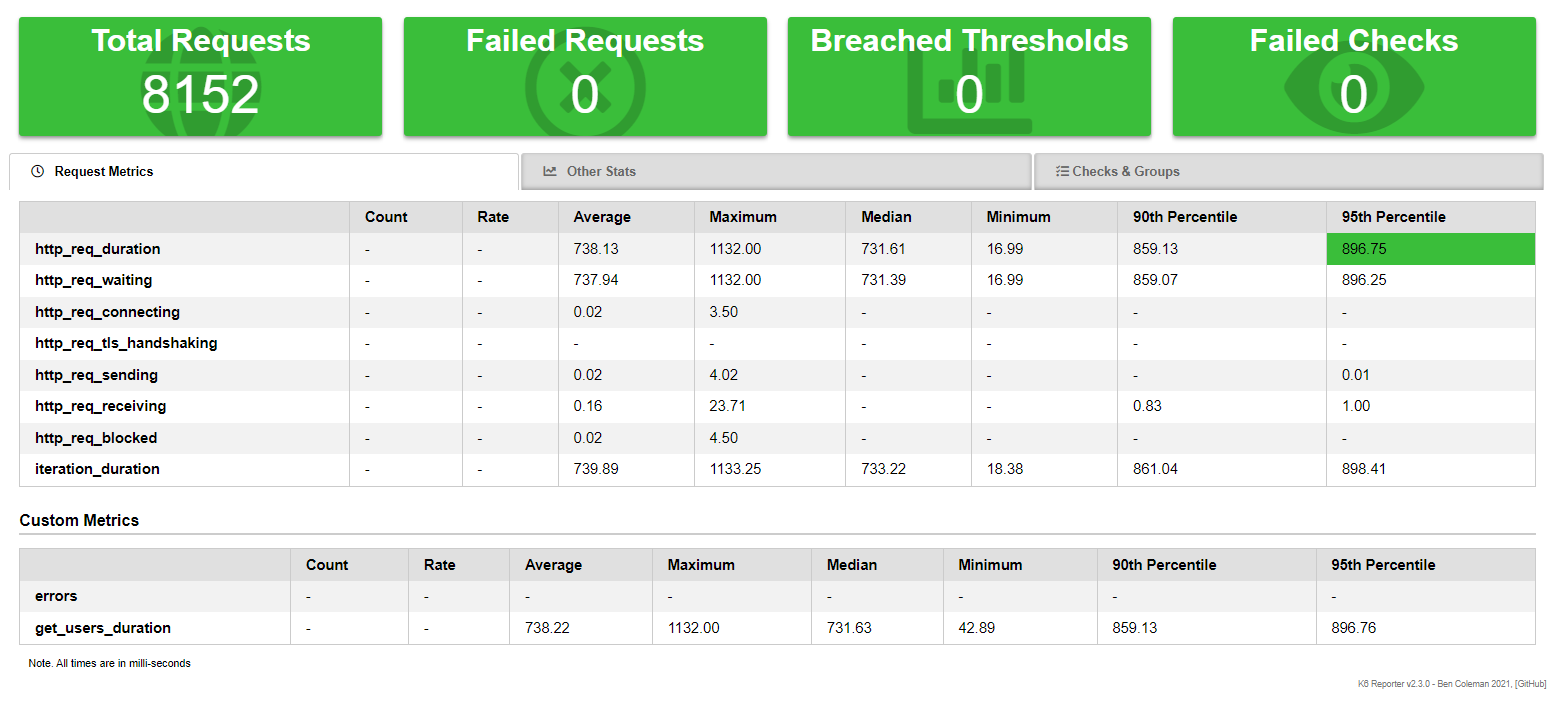 Total Requests Failed Requests Breached Thresholds Failed Checks
8152 0 0 0
Request Metrics Other Stats Checks & Groups
Count Rate Average Maximum Median Minimum 90th Percentile 95th Percentile
http_req_duration - - 738.13 1132.00 731.61 16.99 859.13 896.75
http_req_waiting - - 737.94 1132.00 731.39 16.99 859.07 896.25
http_req_connecting - - 0.02 3.50 - - - -
http_req_tls_handshaking - - - - - - - -
http_req_sending - - 0.02 4.02 - - - 0.01
http_req_receiving - - 0.16 23.71 - - 0.83 1.00
http_req_blocked - - 0.02 4.50 - - - -
iteration_duration - - 739.89 1133.25 733.22 18.38 861.04 898.41
Custom Metrics
Count Rate Average Maximum Median Minimum 90th Percentile 95th Percentile
errors - - - - - - - -
get_users_duration - - 738.22 1132.00 731.63 42.89 859.13 896.76
Note. All times are in milli-seconds
K6 Reporter v2.3.0 - Ben Coleman 2021, [GitHub]